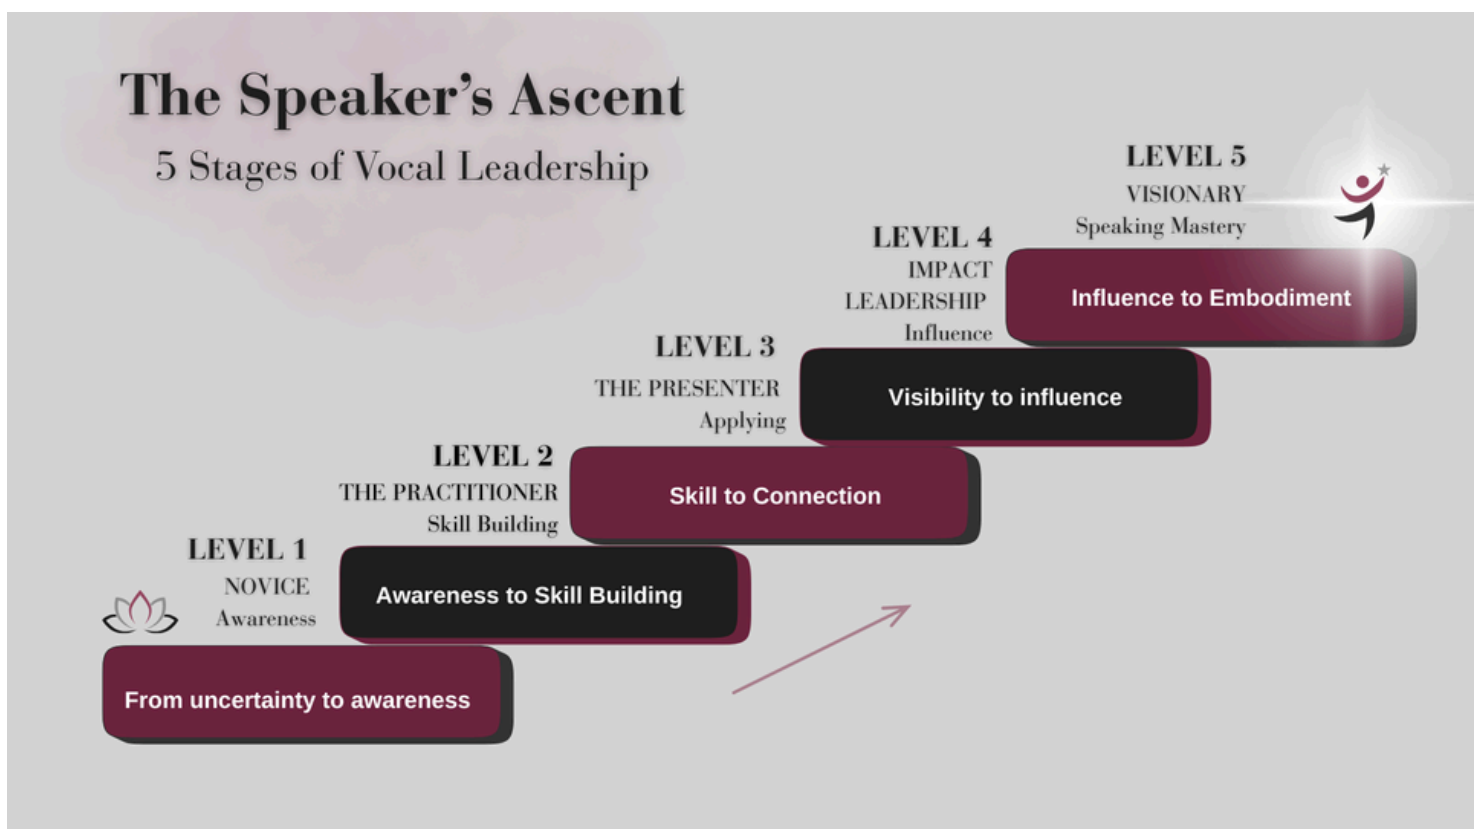 The Speaker’s Ascent
5 Stages of Vocal Leadership
LEVEL 5
VISIONARY
Speaking Mastery
Influence to Embodiment
LEVEL 4
IMPACT
LEADERSHIP
Influence
Visibility to influence
LEVEL 3
THE PRESENTER
Applying
Skill to Connection
LEVEL 2
THE PRACTITIONER
Skill Building
Awareness to Skill Building
LEVEL 1
NOVICE
Awareness
From uncertainty to awareness